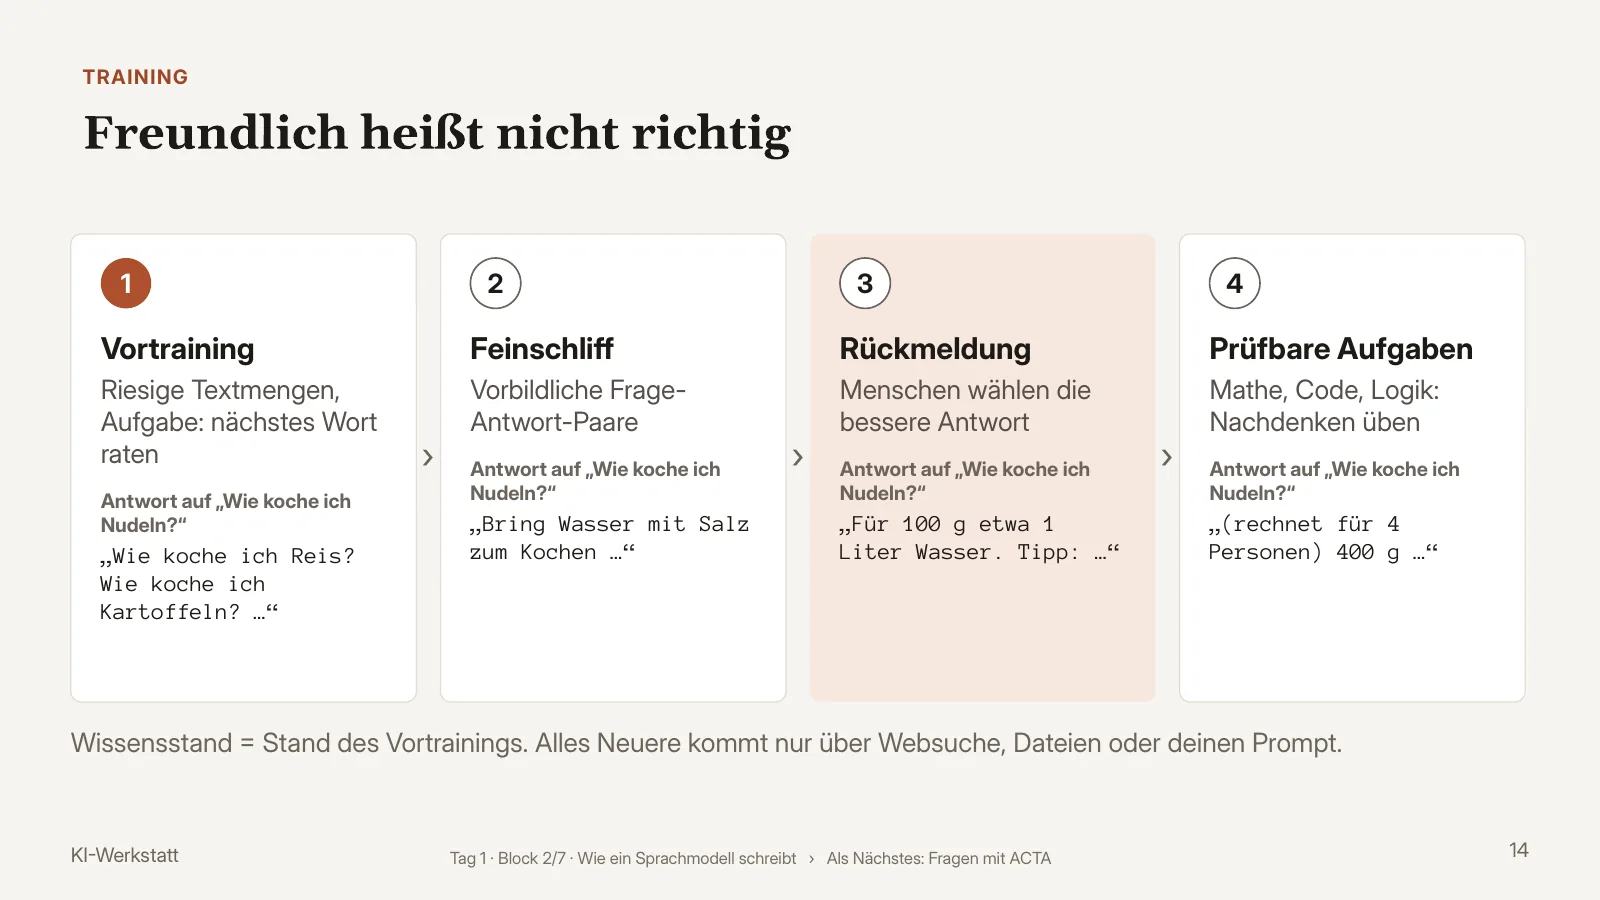 TRAINING
Freundlich heißt nicht richtig
1
Vortraining
Riesige Textmengen,
Aufgabe: nächstes Wort
raten
Antwort auf „Wie koche ich
Nudeln?“
„Wie koche ich Reis?
Wie koche ich
Kartoffeln? …“
›
2
Feinschliff
Vorbildliche Frage-
Antwort-Paare
Antwort auf „Wie koche ich
Nudeln?“
„Bring Wasser mit Salz
zum Kochen …“
›
3
Rückmeldung
Menschen wählen die
bessere Antwort
Antwort auf „Wie koche ich
Nudeln?“
„Für 100 g etwa 1
Liter Wasser. Tipp: …“
›
4
Prüfbare Aufgaben
Mathe, Code, Logik:
Nachdenken üben
Antwort auf „Wie koche ich
Nudeln?“
„(rechnet für 4
Personen) 400 g …“
Wissensstand = Stand des Vortrainings. Alles Neuere kommt nur über Websuche, Dateien oder deinen Prompt.
KI-Werkstatt
Tag 1 · Block 2/7 · Wie ein Sprachmodell schreibt › Als Nächstes: Fragen mit ACTA
14